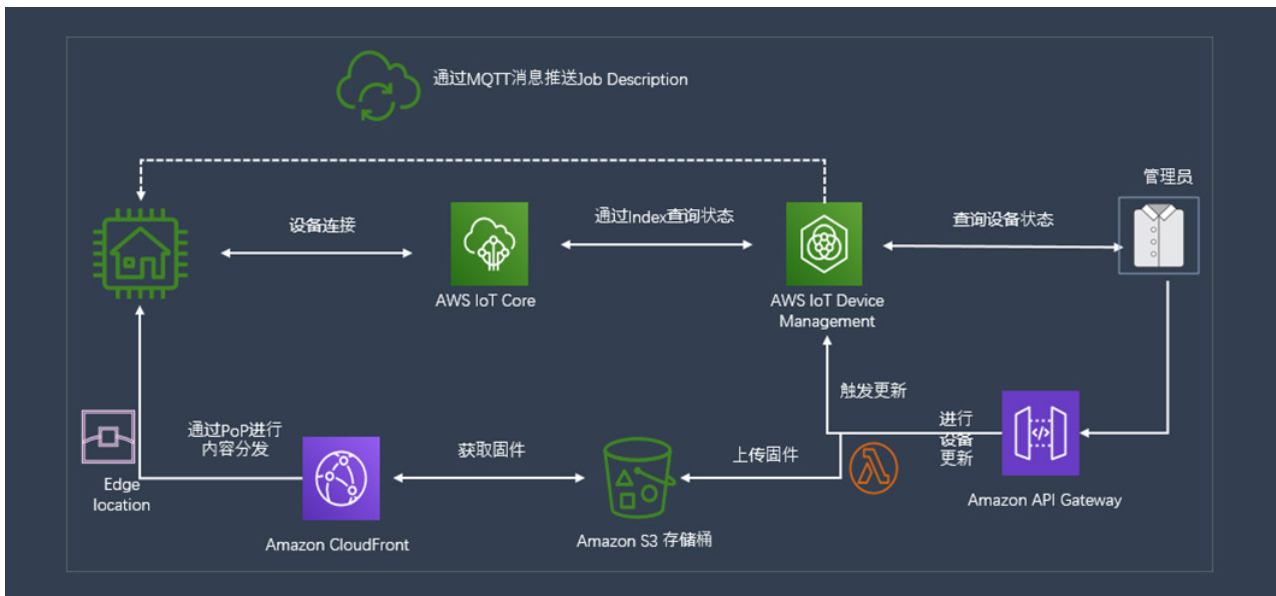 通过MQTT消息推送Job Description
管理员
设备连接
通过Index查询状态
查询设备状态
AWS IoT Core
AWS IoT Device
Management
触发更新
进行
设备
更新
通过PoP进行
内容分发
获取固件
上传固件
Edge
location
Amazon API Gateway
Amazon CloudFront
Amazon S3 存储桶